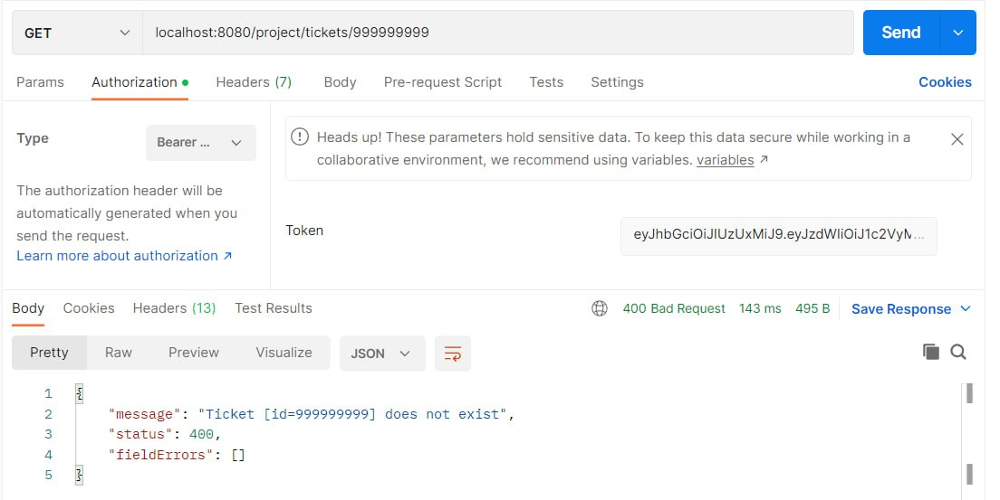 GET localhost:8080/project/tickets/999999999 Send
Params Authorization Headers (7) Body Pre-request Script Tests Settings Cookies
Type Bearer ...
Heads up! These parameters hold sensitive data. To keep this data secure while working in a
collaborative environment, we recommend using variables. variables ↗
The authorization header will be
automatically generated when you
send the request.
Learn more about authorization ↗
Token eyJhbGciOiJIUzUxMiJ9.eyJzdWIiOiJ1c2VyM...
Body Cookies Headers (13) Test Results 400 Bad Request 143 ms 495 B Save Response
Pretty Raw Preview Visualize JSON
1 {
2 "message": "Ticket [id=999999999] does not exist",
3 "status": 400,
4 "fieldErrors": []
5 }